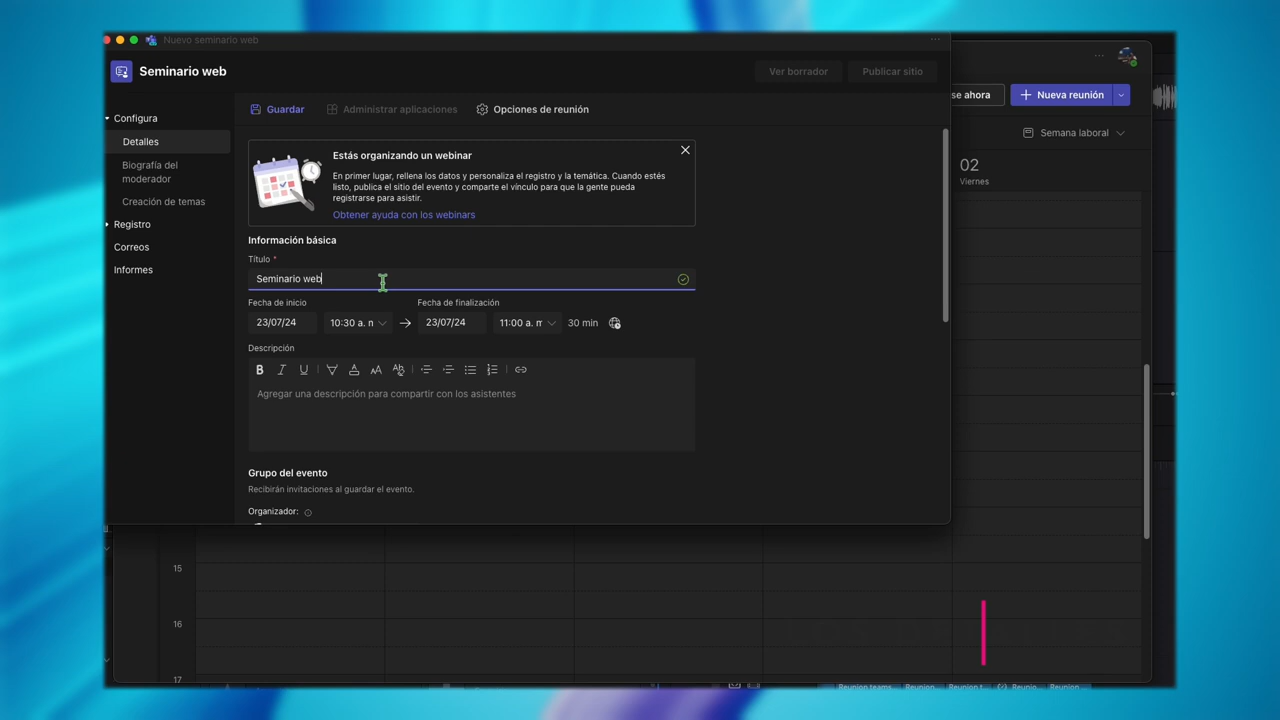 Nuevo seminario web
Seminario web
Ver borrador
Publicar sitio
se ahora
Nueva reunión
Guardar
Administrar aplicaciones
Opciones de reunión
Semana laboral
Configura
Detalles
Biografía del
moderador
Creación de temas
Registro
Correos
Informes
Estás organizando un webinar
En primer lugar, rellena los datos y personaliza el registro y la temática. Cuando estés
listo, publica el sitio del evento y comparte el vínculo para que la gente pueda
registrarse para asistir.
Obtener ayuda con los webinars
02
Viernes
Información básica
Título *
Seminario web
Fecha de inicio
Fecha de finalización
23/07/24
10:30 a. n
23/07/24
11:00 a. r
30 min
Descripción
B I U
Agregar una descripción para compartir con los asistentes
Grupo del evento
Recibirán invitaciones al guardar el evento.
Organizador:
15
16
17
Reunion teams
Reunion
Reunion t
Reunio
Reunion